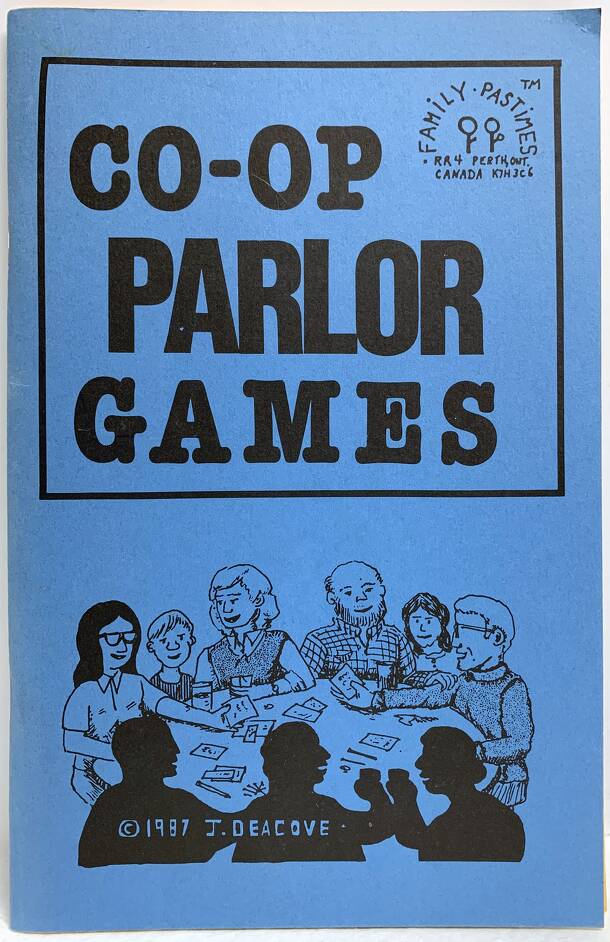 FAMILY · PASTIMES ™
· RR4 PERTH, ONT.
CANADA K7H3C6
CO-OP
PARLOR
GAMES
© 1987 J. DEACOVE ·